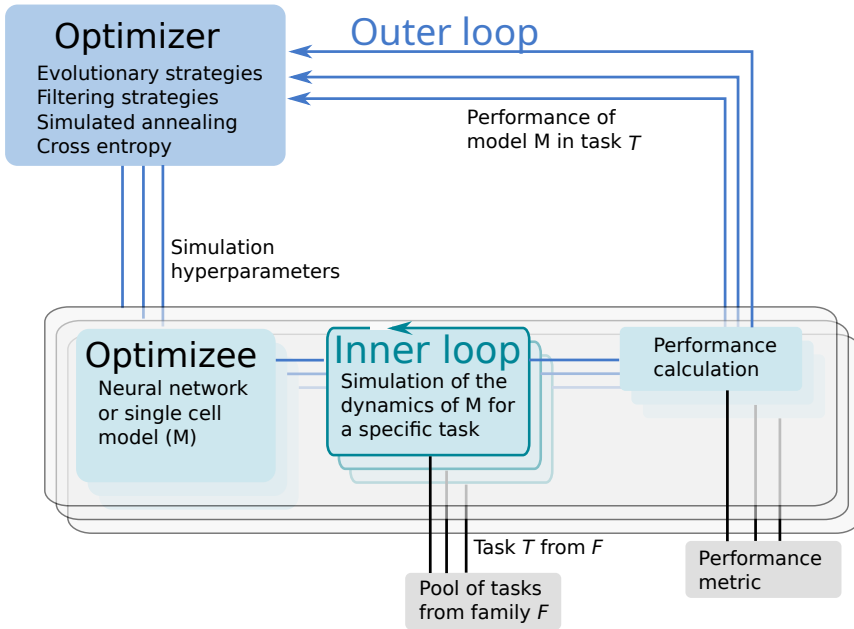 Optimizer
Evolutionary strategies
Filtering strategies
Simulated annealing
Cross entropy
Outer loop
Performance of
model M in task T
Simulation
hyperparameters
Optimizee
Neural network
or single cell
model (M)
Inner loop
Simulation of the
dynamics of M for
a specific task
Performance
calculation
Task T from F
Pool of tasks
from family F
Performance
metric